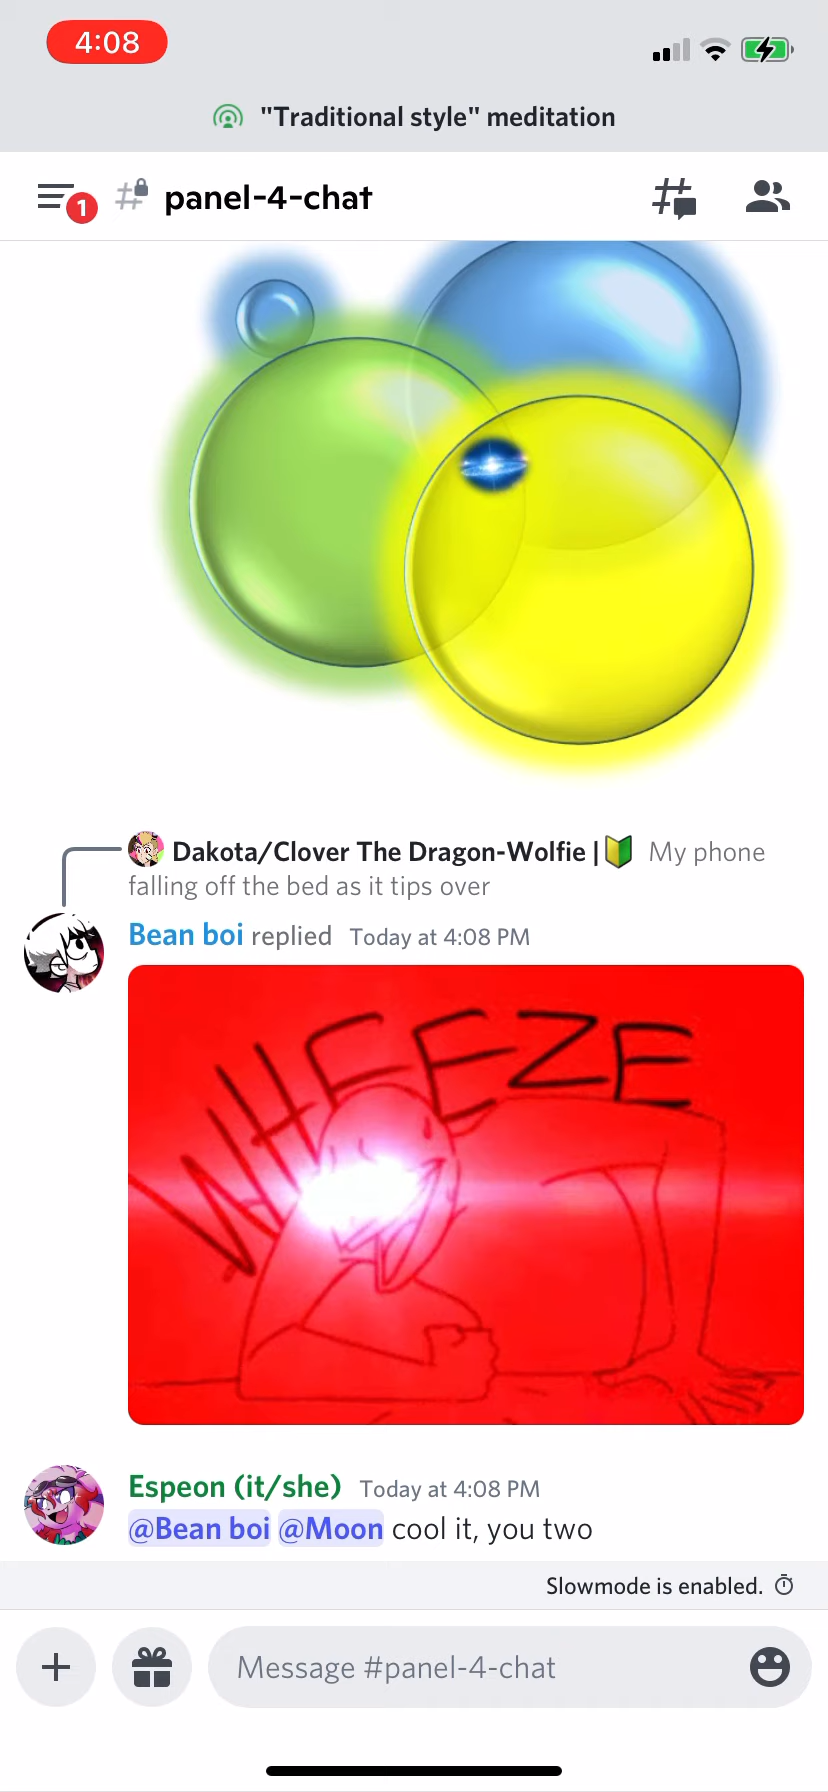 4:08
"Traditional style" meditation
1
panel-4-chat
Dakota/Clover The Dragon-Wolfie |🔰 My phone
falling off the bed as it tips over
Bean boi replied Today at 4:08 PM
WHEEZE
Espeon (it/she) Today at 4:08 PM
@Bean boi @Moon cool it, you two
Slowmode is enabled.
Message #panel-4-chat